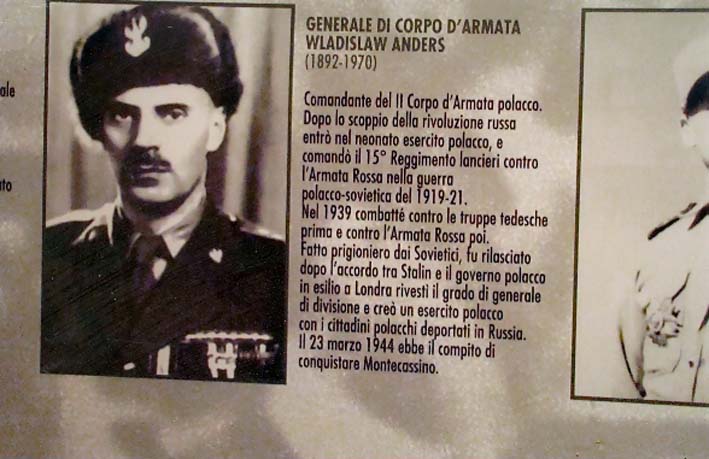 GENERALE DI CORPO D'ARMATA
WLADISLAW ANDERS
(1892-1970)
Comandante del II Corpo d'Armata polacco.
Dopo lo scoppio della rivoluzione russa
entrò nel neonato esercito polacco, e
comandò il 15° Reggimento lancieri contro
l'Armata Rossa nella guerra
polacco-sovietica del 1919-21.
Nel 1939 combatté contro le truppe tedesche
prima e contro l'Armata Rossa poi.
Fatto prigioniero dai Sovietici, fu rilasciato
dopo l'accordo tra Stalin e il governo polacco
in esilio a Londra rivestì il grado di generale
di divisione e creò un esercito polacco
con i cittadini polacchi deportati in Russia.
Il 23 marzo 1944 ebbe il compito di
conquistare Montecassino.